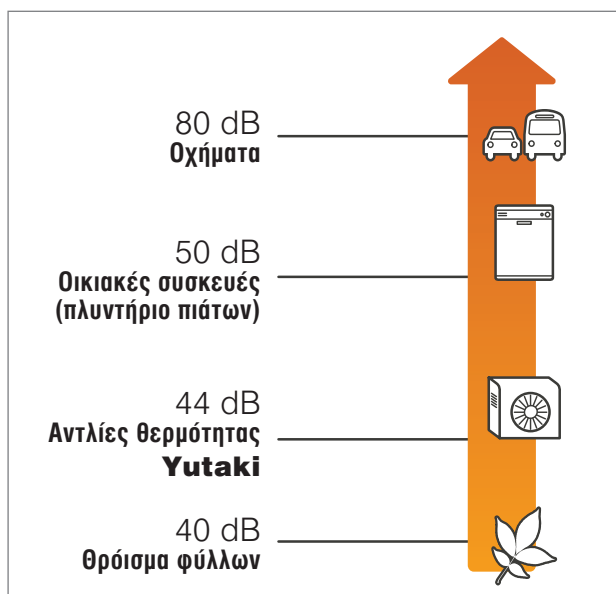 80 dB
Οχήματα
50 dB
Οικιακές συσκευές
(πλυντήριο πιάτων)
44 dB
Αντλίες θερμότητας
Yutaki
40 dB
Θρόισμα φύλλων